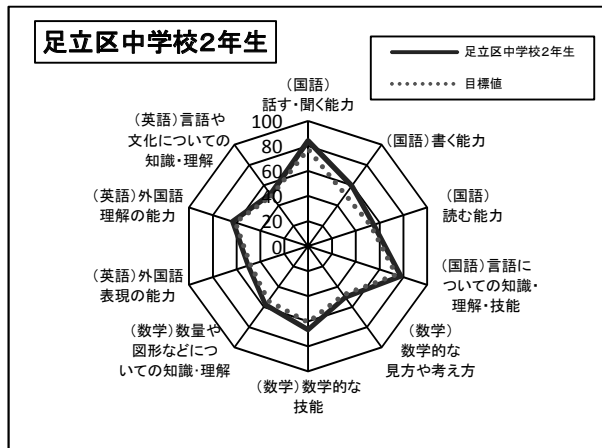 足立区中学校2年生
足立区中学校2年生
目標値
(国語)
話す・聞く能力
(国語)書く能力
(国語)
読む能力
(国語)言語に
ついての知識・
理解・技能
(数学)
数学的な
見方や考え方
(数学)数学的な
技能
(数学)数量や
図形などにつ
いての知識・理解
(英語)外国語
表現の能力
(英語)外国語
理解の能力
(英語)言語や
文化についての
知識・理解
100
80
60
40
20
0